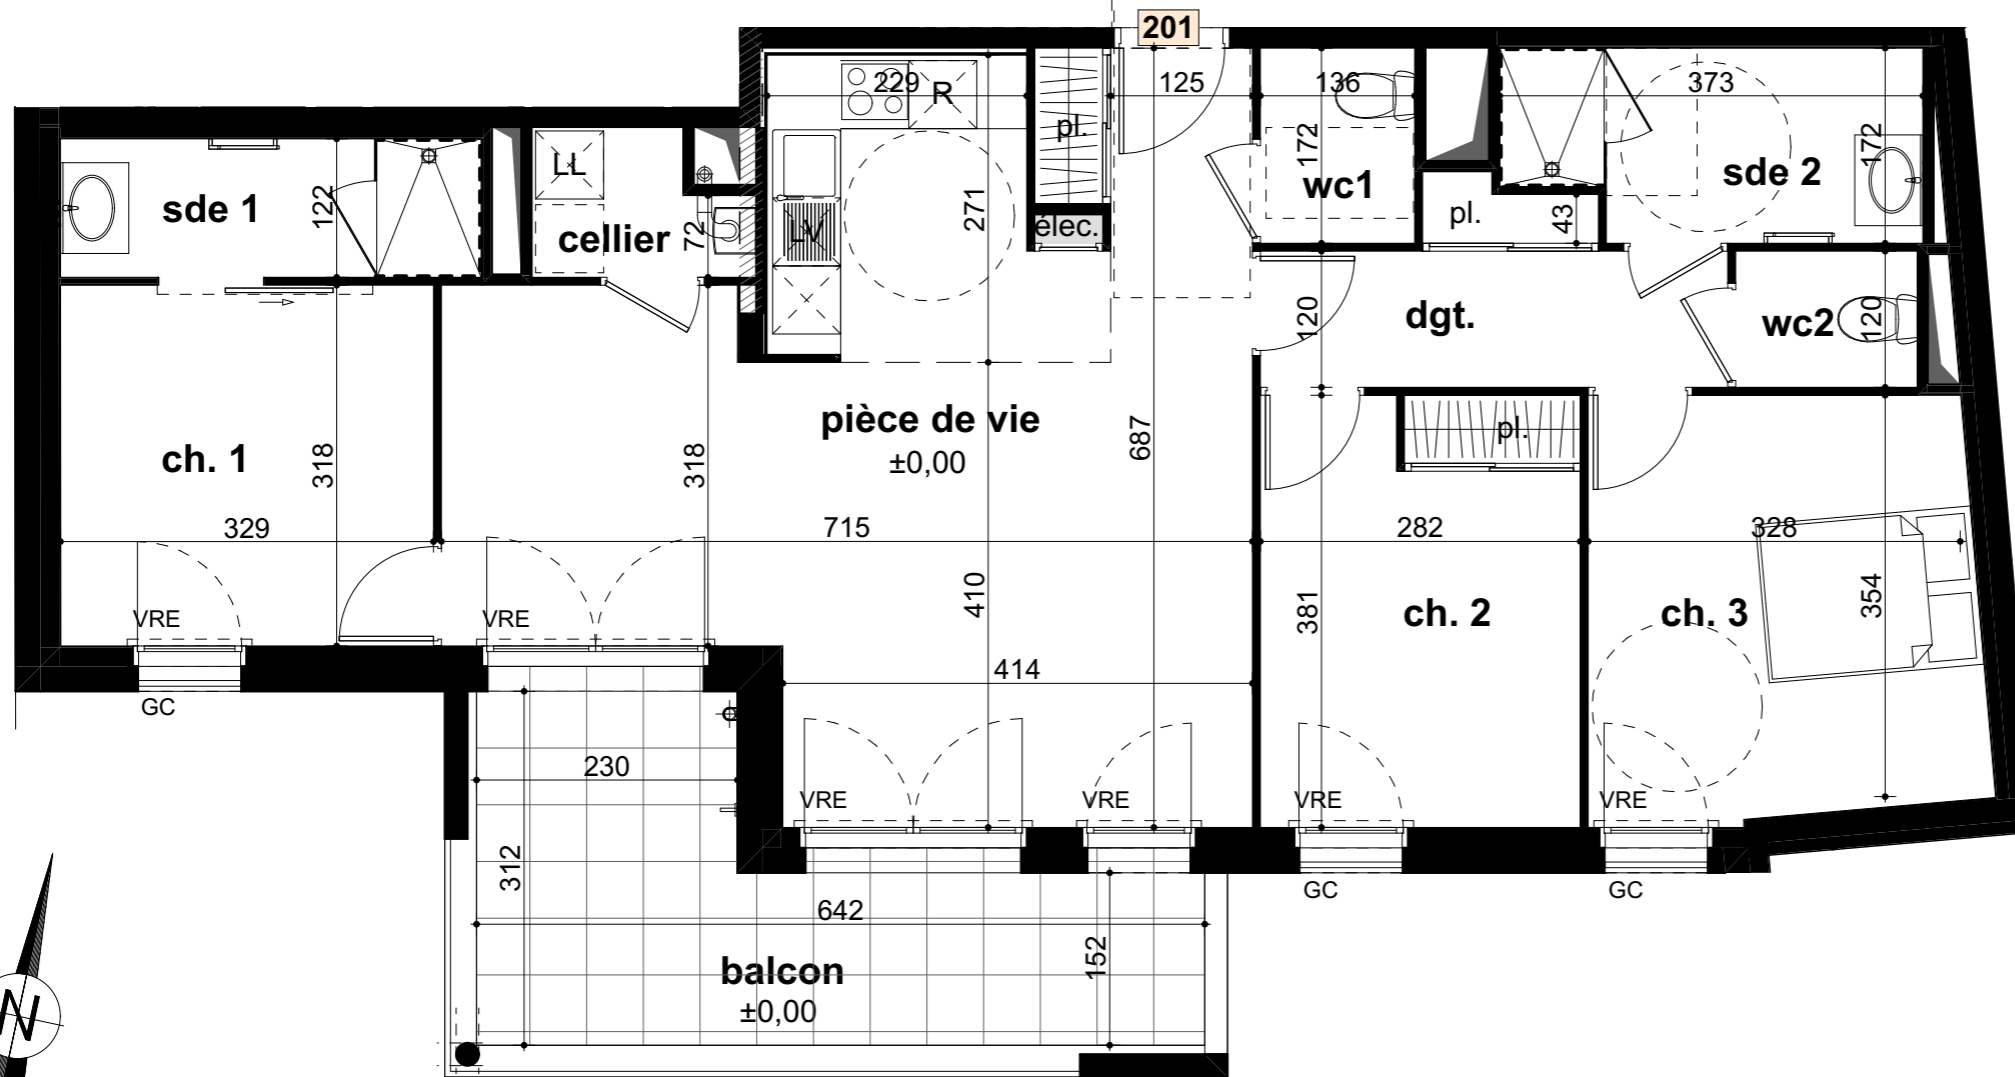 201
229
R
125
136
373
pl.
LL
sde 1
122
cellier
72
LV
271
élec.
172
wc1
pl.
43
sde 2
172
120
dgt.
wc2
120
pièce de vie
±0,00
687
pl.
ch. 1
318
318
329
715
282
328
410
381
ch. 2
ch. 3
354
VRE
VRE
414
GC
230
VRE
VRE
VRE
VRE
312
GC
GC
642
152
balcon
±0,00
N